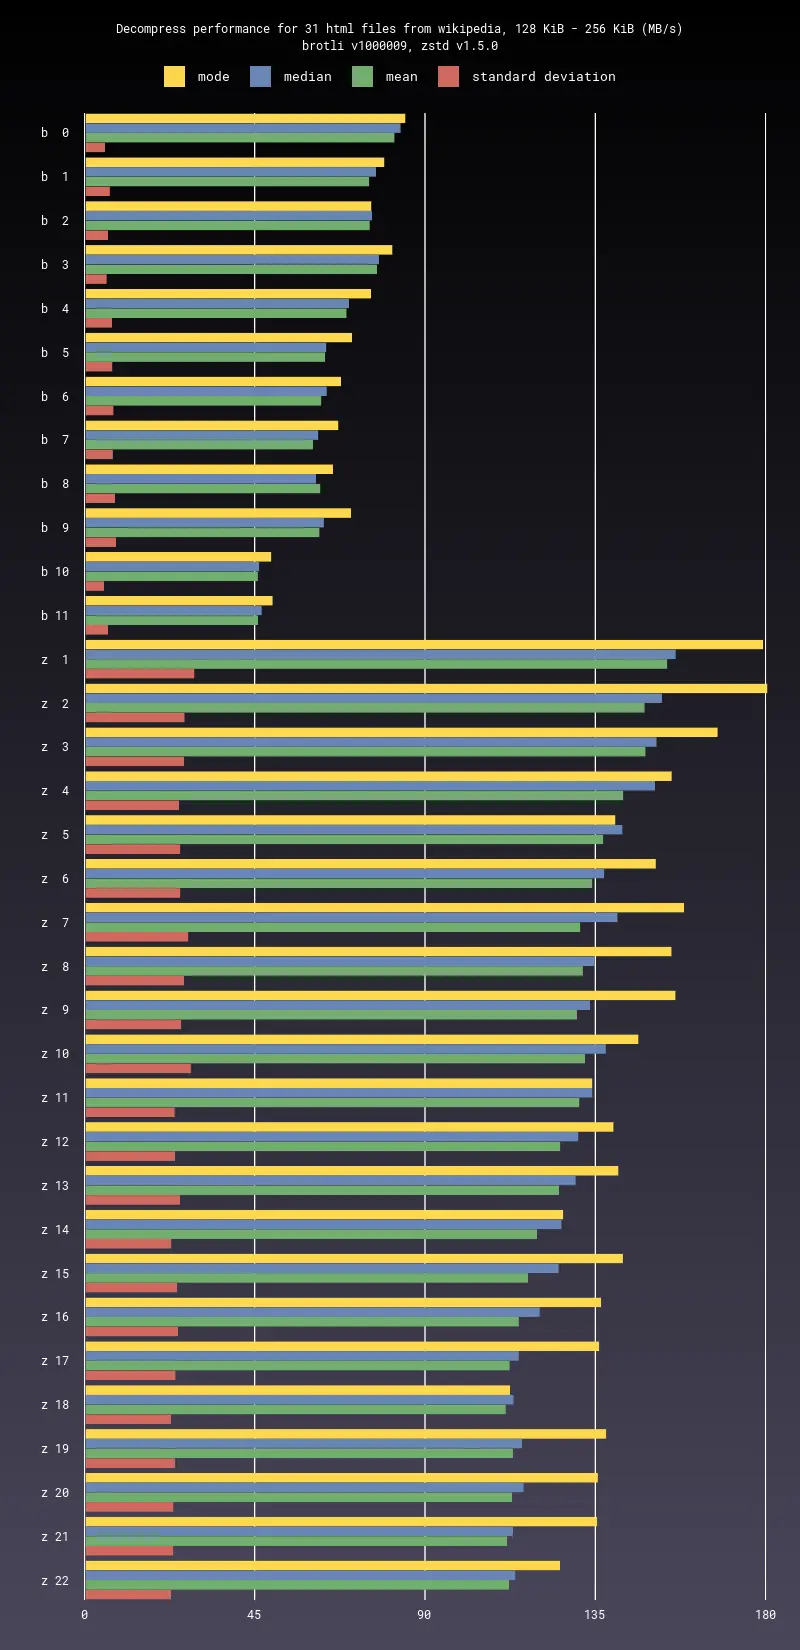 Decompress performance for 31 html files from wikipedia, 128 KiB - 256 KiB (MB/s)
brotli v1000009, zstd v1.5.0
mode median mean standard deviation
b 0
b 1
b 2
b 3
b 4
b 5
b 6
b 7
b 8
b 9
b 10
b 11
z 1
z 2
z 3
z 4
z 5
z 6
z 7
z 8
z 9
z 10
z 11
z 12
z 13
z 14
z 15
z 16
z 17
z 18
z 19
z 20
z 21
z 22
0 45 90 135 180